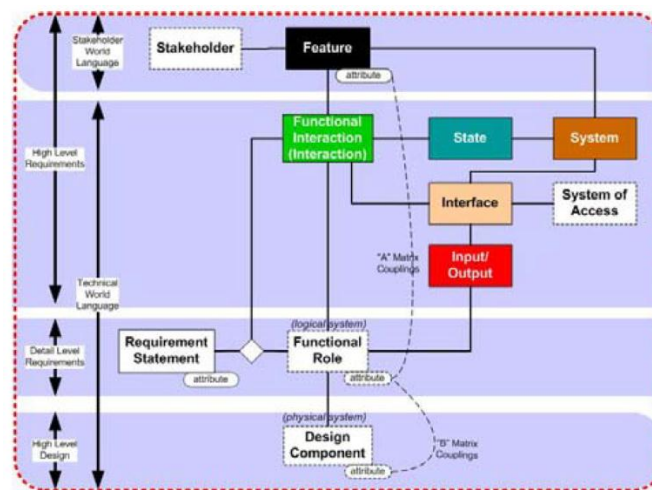 Stakeholder
World
Language
Stakeholder
Feature
attribute
High Level
Requirements
Functional
Interaction
(Interaction)
State
System
Interface
System of
Access
"A" Matrix
Couplings
Input/
Output
Technical
World
Language
(logical system)
Detail Level
Requirements
Requirement
Statement
attribute
Functional
Role
attribute
(physical system)
High Level
Design
Design
Component
attribute
"B" Matrix
Couplings